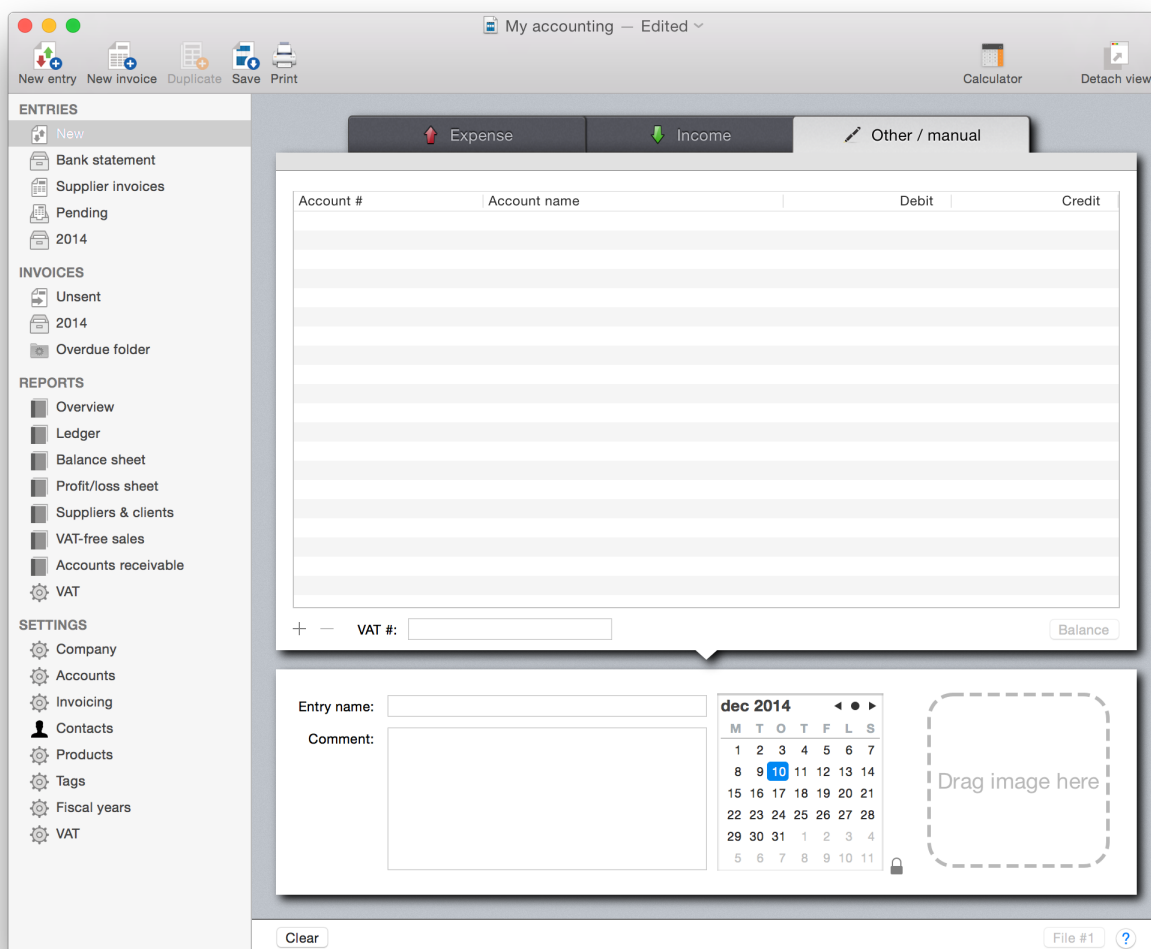 My accounting — Edited
New entry New invoice Duplicate Save Print Calculator Detach view
ENTRIES
New
Bank statement
Supplier invoices
Pending
2014
INVOICES
Unsent
2014
Overdue folder
REPORTS
Overview
Ledger
Balance sheet
Profit/loss sheet
Suppliers & clients
VAT-free sales
Accounts receivable
VAT
SETTINGS
Company
Accounts
Invoicing
Contacts
Products
Tags
Fiscal years
VAT
Expense Income Other / manual
Account # Account name Debit Credit
VAT #: Balance
Entry name:
Comment:
dec 2014
M T O T F L S
1 2 3 4 5 6 7
8 9 10 11 12 13 14
15 16 17 18 19 20 21
22 23 24 25 26 27 28
29 30 31 1 2 3 4
5 6 7 8 9 10 11
Drag image here
Clear File #1 ?